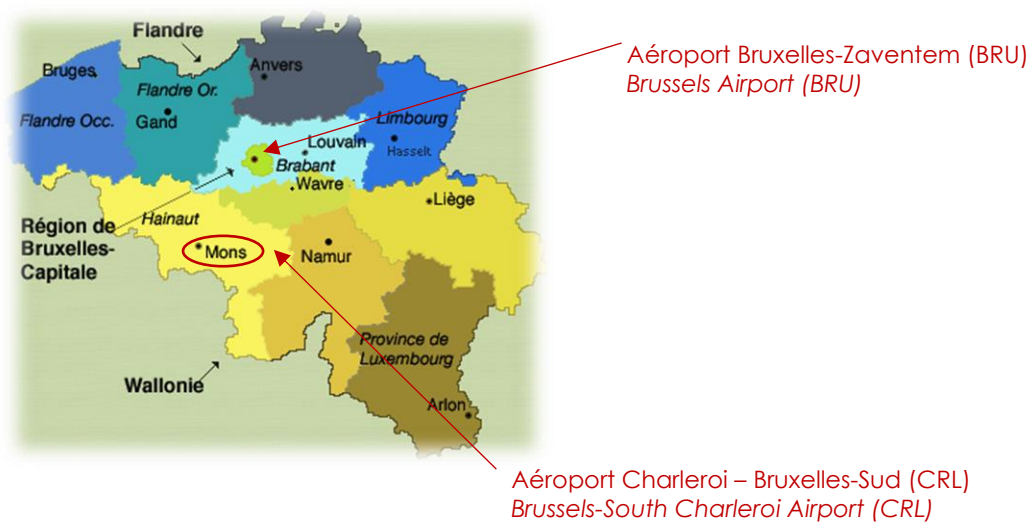 Flandre
Aéroport Bruxelles-Zaventem (BRU)
Brussels Airport (BRU)
Bruges
Anvers
Flandre Or.
Flandre Occ.
Gand
Limbourg
Louvain
Hasselt
Brabant
Wavre
Liège
Hainaut
Région de
Bruxelles-
Capitale
Mons
Namur
Province de
Luxembourg
Wallonie
Arlon
Aéroport Charleroi – Bruxelles-Sud (CRL)
Brussels-South Charleroi Airport (CRL)